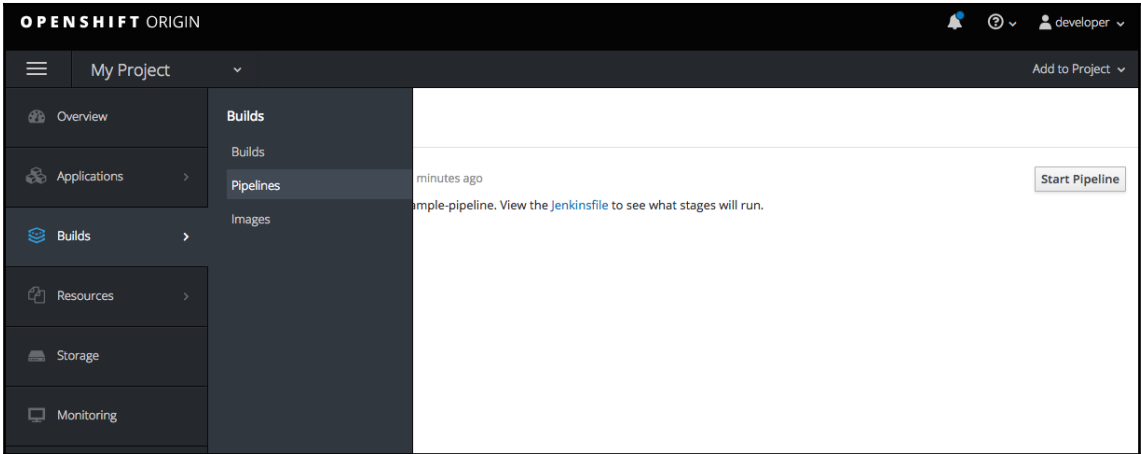 OPENSHIFT ORIGIN
developer
My Project
Add to Project
Overview
Applications
Builds
Resources
Storage
Monitoring
Builds
Builds
Pipelines
Images
minutes ago
Start Pipeline
ample-pipeline. View the Jenkinsfile to see what stages will run.